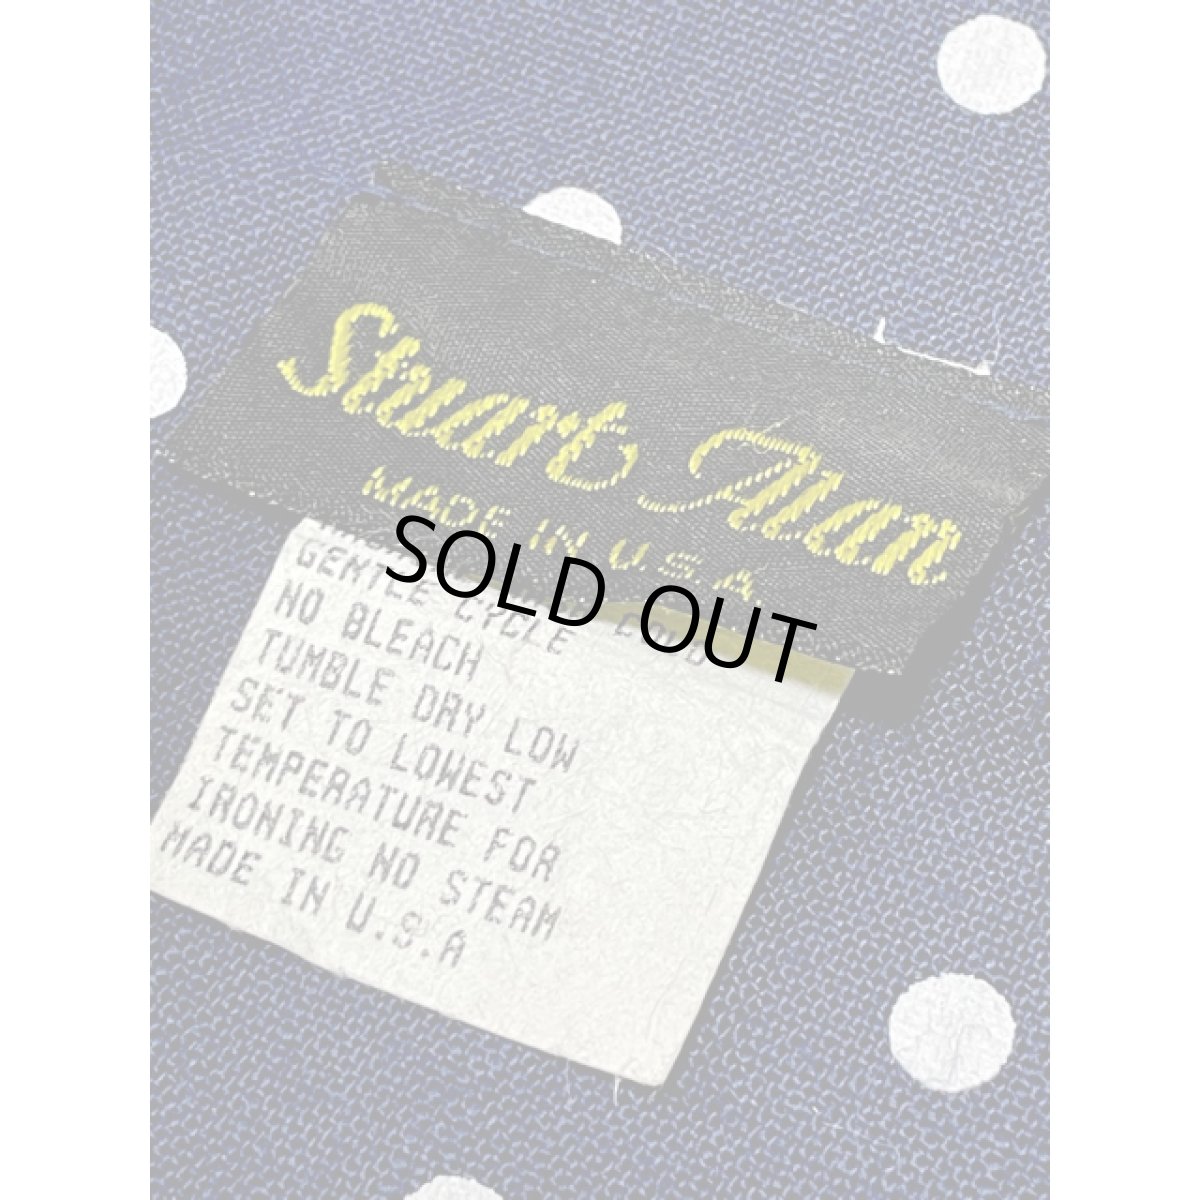 Stuart Alan
MADE IN U.S.A.
SOLD OUT
COLD
GENTLE CYCLE
NO BLEACH
TUMBLE DRY LOW
SET TO LOWEST
TEMPERATURE FOR
IRONING NO STEAM
MADE IN U.S.A